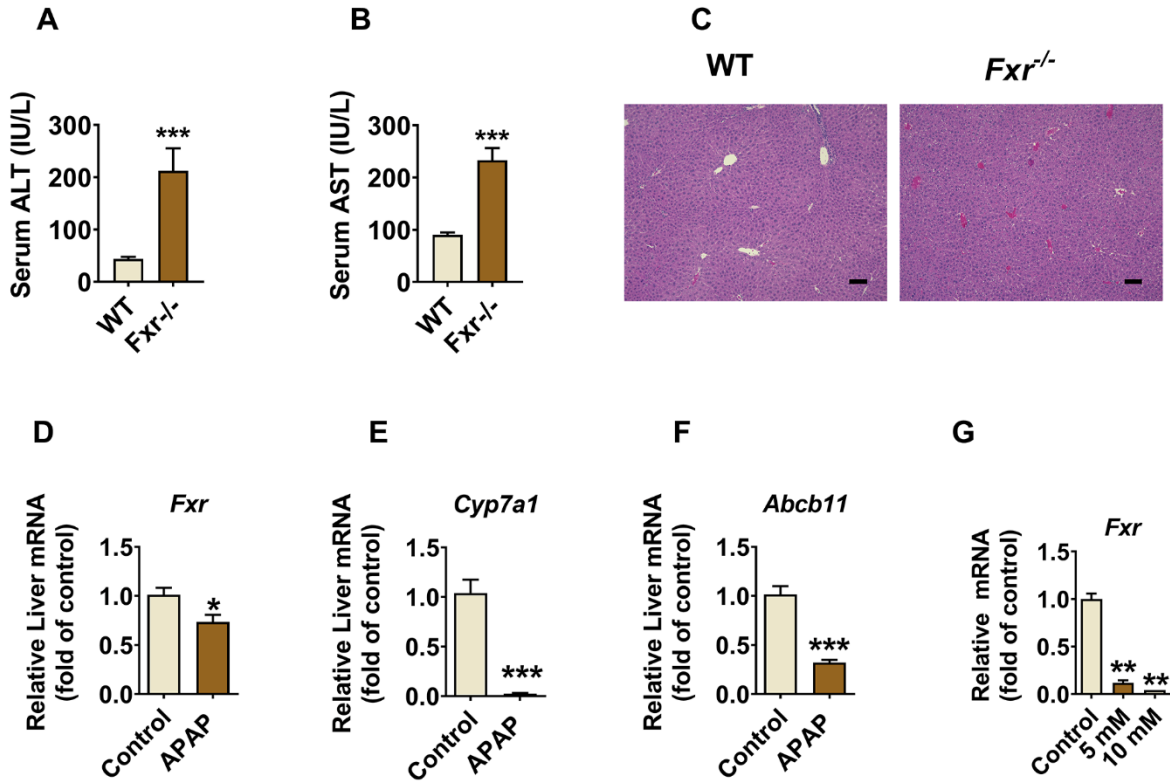 A
Serum ALT (IU/L)
300
200
100
0
***
WT
Fxr-/-
B
Serum AST (IU/L)
300
200
100
0
***
WT
Fxr-/-
C
WT
Fxr-/-
D
Fxr
Relative Liver mRNA
(fold of control)
1.5
1.0
0.5
0.0
*
Control
APAP
E
Cyp7a1
Relative Liver mRNA
(fold of control)
1.5
1.0
0.5
0.0
***
Control
APAP
F
Abcb11
Relative Liver mRNA
(fold of control)
1.5
1.0
0.5
0.0
***
Control
APAP
G
Fxr
Relative mRNA
(fold of control)
1.5
1.0
0.5
0.0
**
**
Control
5 mM
10 mM